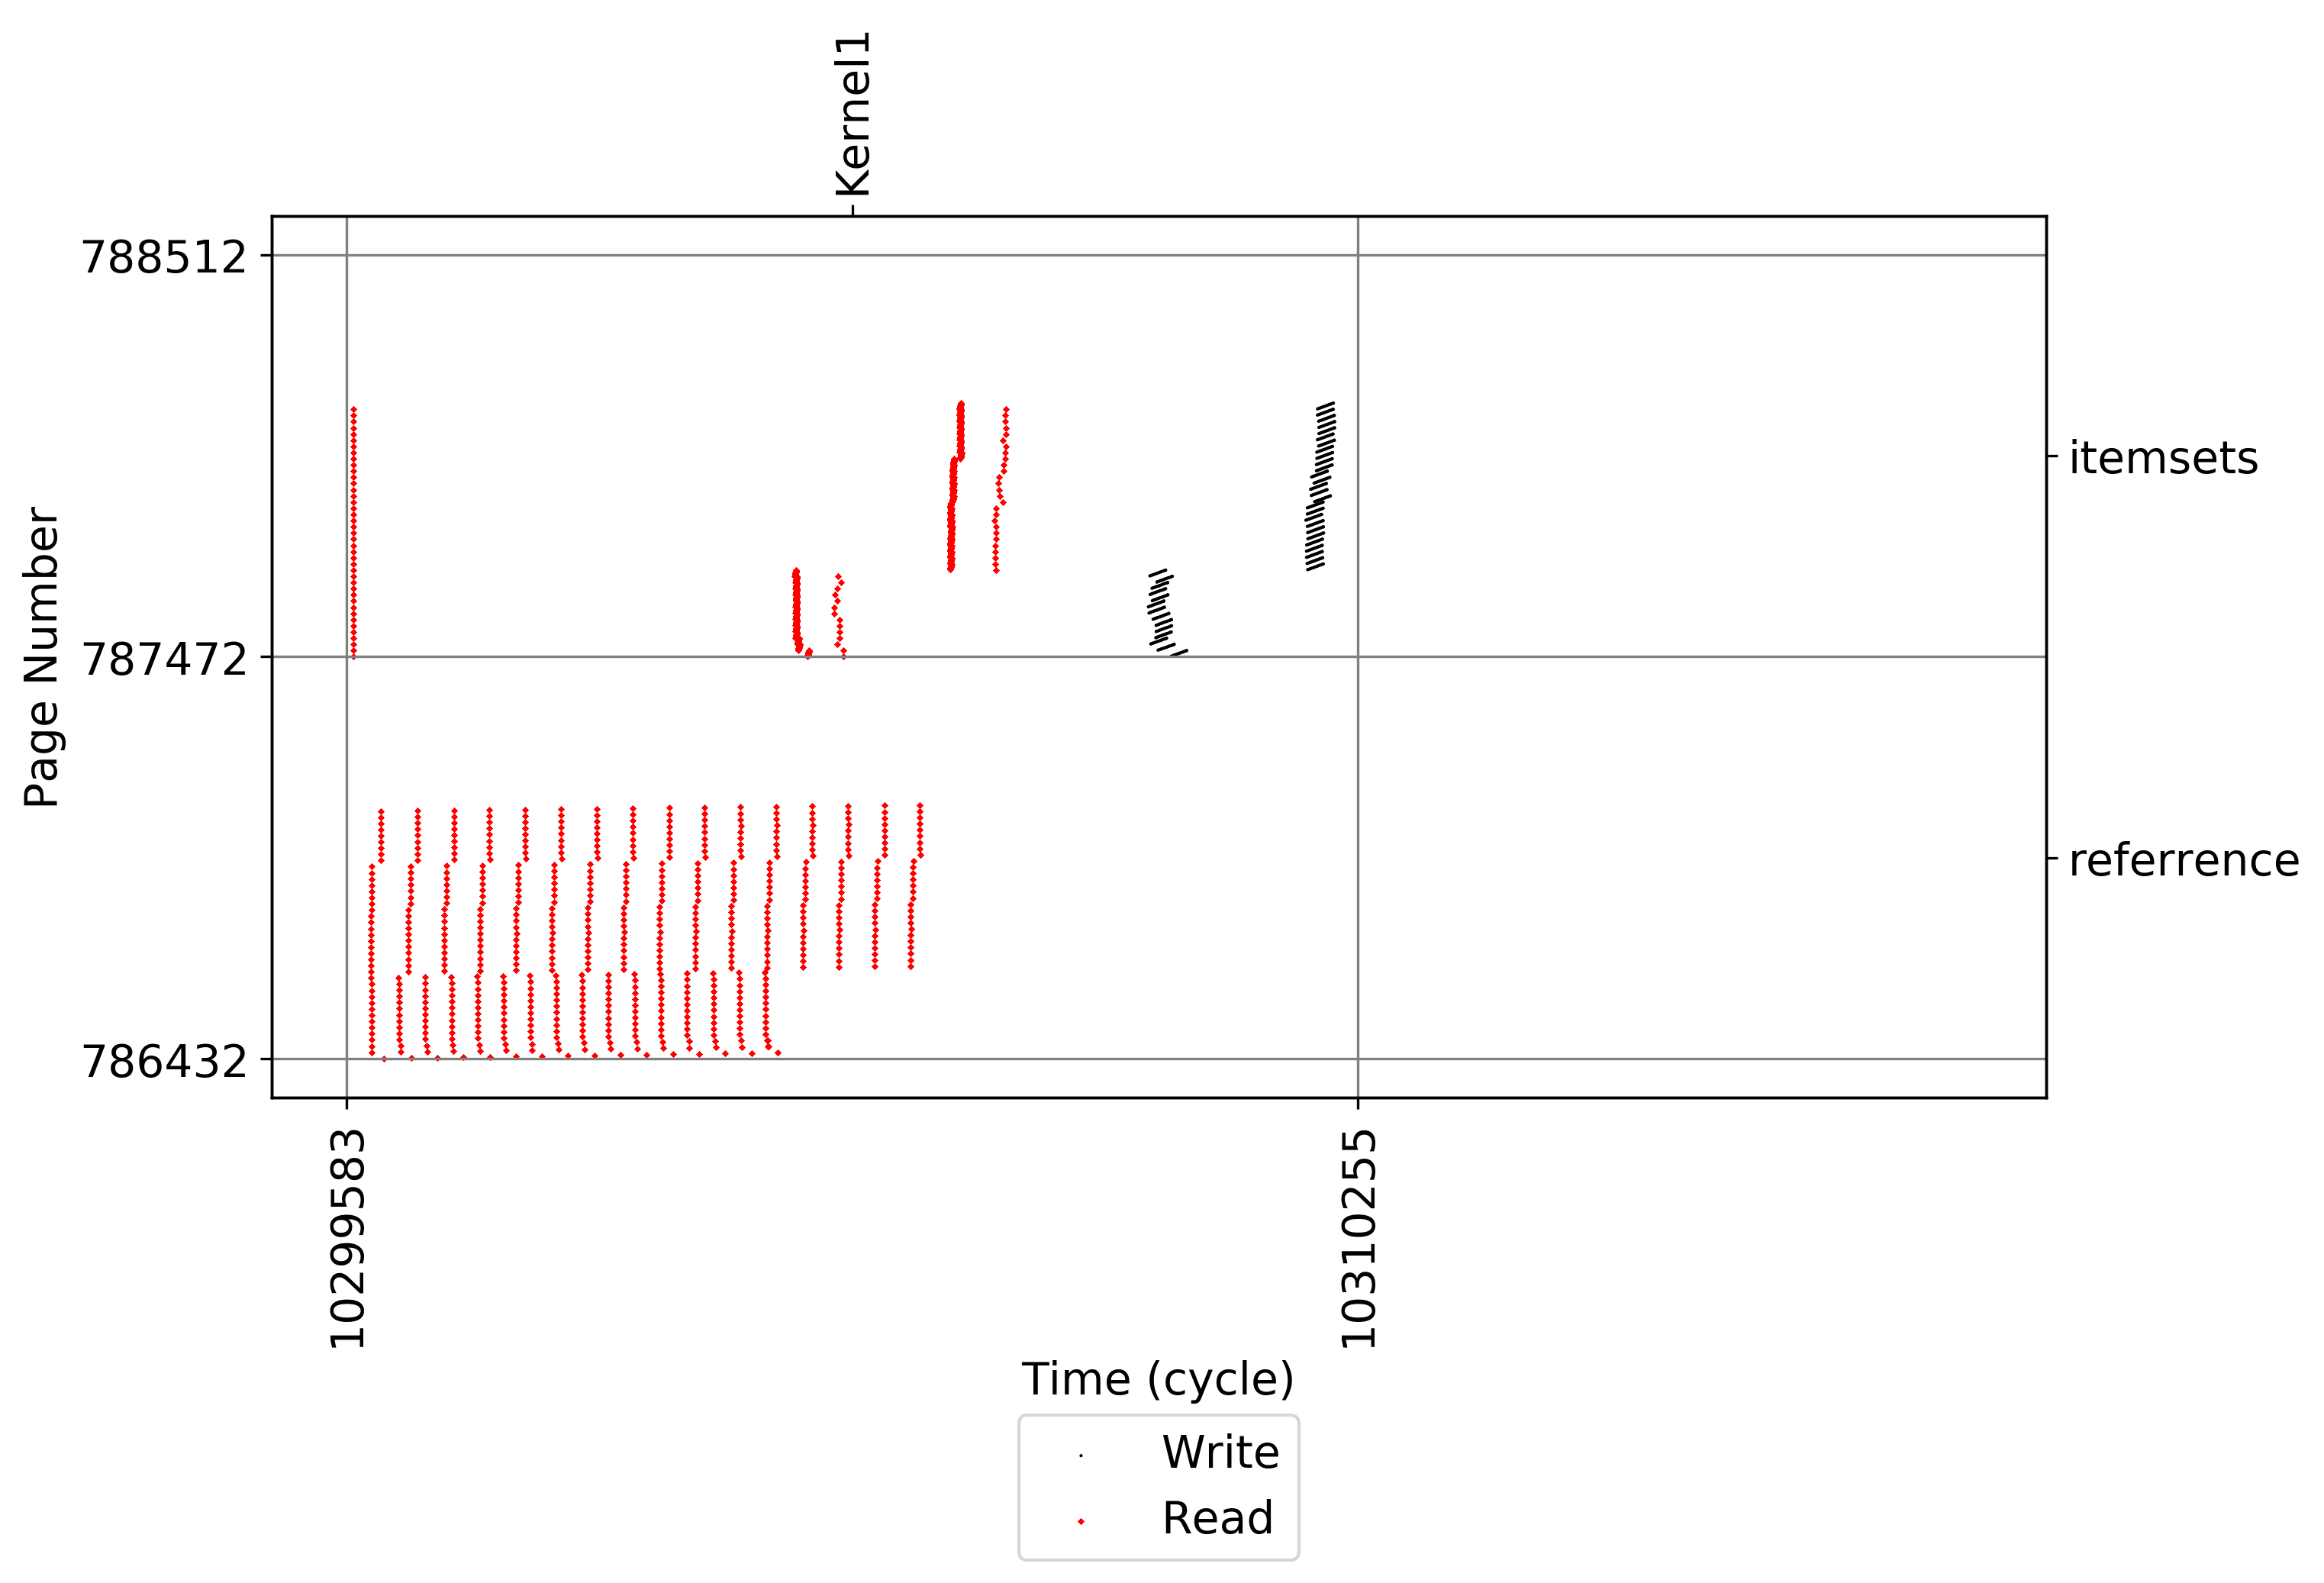 Kernel1
788512
787472
786432
Page Number
itemsets
referrence
10299583
10310255
Time (cycle)
Write
Read